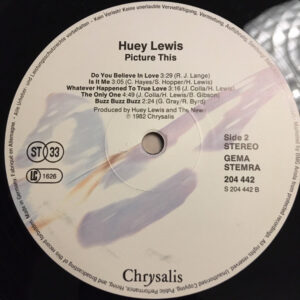 Huey Lewis
Picture This
Do You Believe In Love 3:29 (R. J. Lange)
Is it Me 3:05 (C. Hayes/S. Hopper/H. Lewis)
Whatever Happened To True Love 3:16 (J. Colla/H. Lewis)
The Only One 4:49 (J. Colla/H. Lewis/B. Gibson)
Buzz Buzz Buzz 2:24 (G. Gray/R. Byrd)
Produced by Huey Lewis and The News
℗ 1982 Chrysalis
ST 33
LC 1626
Side 2
STEREO
GEMA
STEMRA
204 442
S 204 442 B
Chrysalis